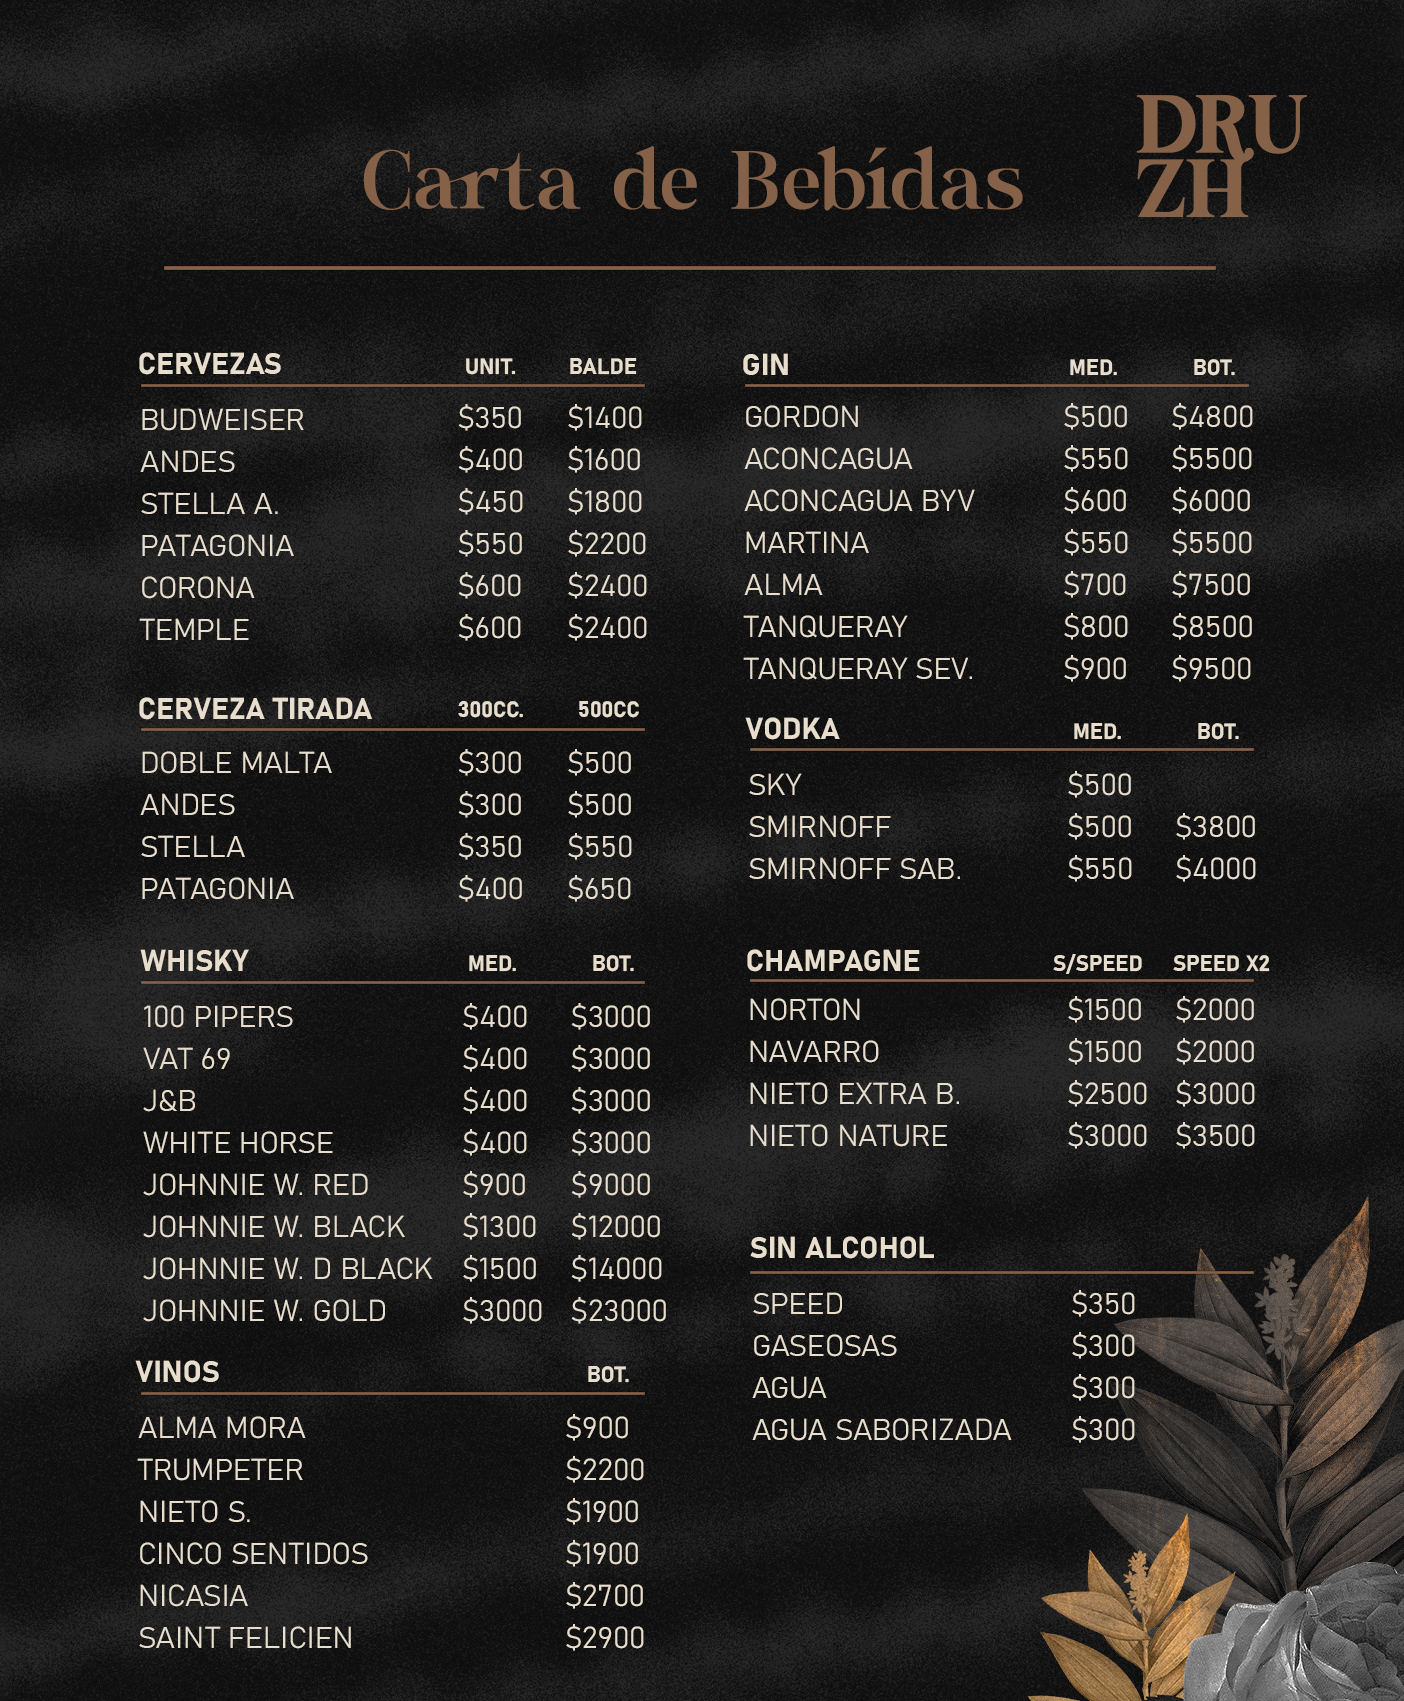 Carta de Bebídas
DRU
ZH
CERVEZAS UNIT. BALDE
BUDWEISER $350 $1400
ANDES $400 $1600
STELLA A. $450 $1800
PATAGONIA $550 $2200
CORONA $600 $2400
TEMPLE $600 $2400
CERVEZA TIRADA 300CC. 500CC
DOBLE MALTA $300 $500
ANDES $300 $500
STELLA $350 $550
PATAGONIA $400 $650
WHISKY MED. BOT.
100 PIPERS $400 $3000
VAT 69 $400 $3000
J&B $400 $3000
WHITE HORSE $400 $3000
JOHNNIE W. RED $900 $9000
JOHNNIE W. BLACK $1300 $12000
JOHNNIE W. D BLACK $1500 $14000
JOHNNIE W. GOLD $3000 $23000
VINOS BOT.
ALMA MORA $900
TRUMPETER $2200
NIETO S. $1900
CINCO SENTIDOS $1900
NICASIA $2700
SAINT FELICIEN $2900
GIN MED. BOT.
GORDON $500 $4800
ACONCAGUA $550 $5500
ACONCAGUA BYV $600 $6000
MARTINA $550 $5500
ALMA $700 $7500
TANQUERAY $800 $8500
TANQUERAY SEV. $900 $9500
VODKA MED. BOT.
SKY $500
SMIRNOFF $500 $3800
SMIRNOFF SAB. $550 $4000
CHAMPAGNE S/SPEED SPEED X2
NORTON $1500 $2000
NAVARRO $1500 $2000
NIETO EXTRA B. $2500 $3000
NIETO NATURE $3000 $3500
SIN ALCOHOL
SPEED $350
GASEOSAS $300
AGUA $300
AGUA SABORIZADA $300